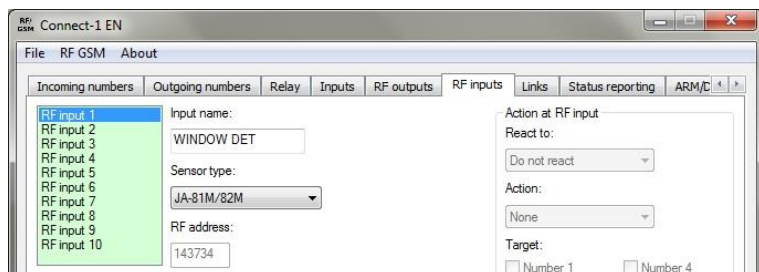 RF/GSM Connect-1 EN
File RF GSM About
Incoming numbers Outgoing numbers Relay Inputs RF outputs RF inputs Links Status reporting ARM/D
RF input 1
RF input 2
RF input 3
RF input 4
RF input 5
RF input 6
RF input 7
RF input 8
RF input 9
RF input 10
Input name:
WINDOW DET
Sensor type:
JA-81M/82M
RF address:
143734
Action at RF input
React to:
Do not react
Action:
None
Target:
Number 1 Number 4